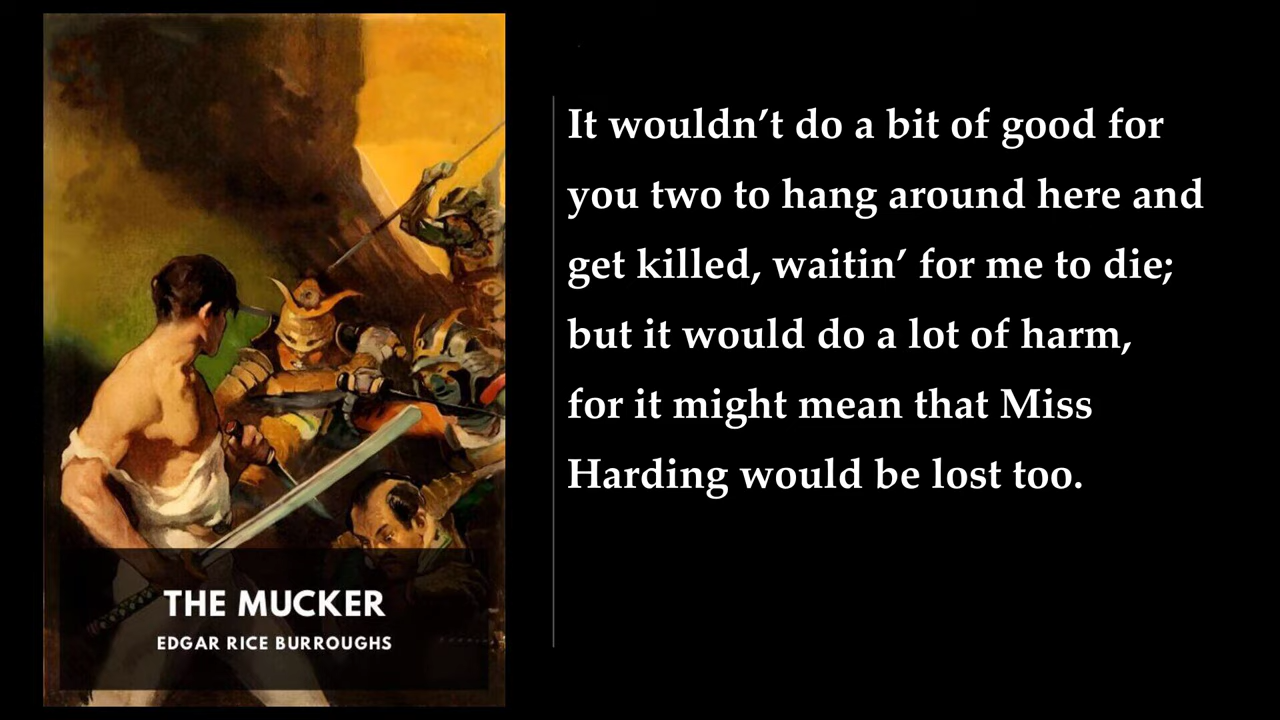 THE MUCKER
EDGAR RICE BURROUGHS
It wouldn’t do a bit of good for
you two to hang around here and
get killed, waitin’ for me to die;
but it would do a lot of harm,
for it might mean that Miss
Harding would be lost too.